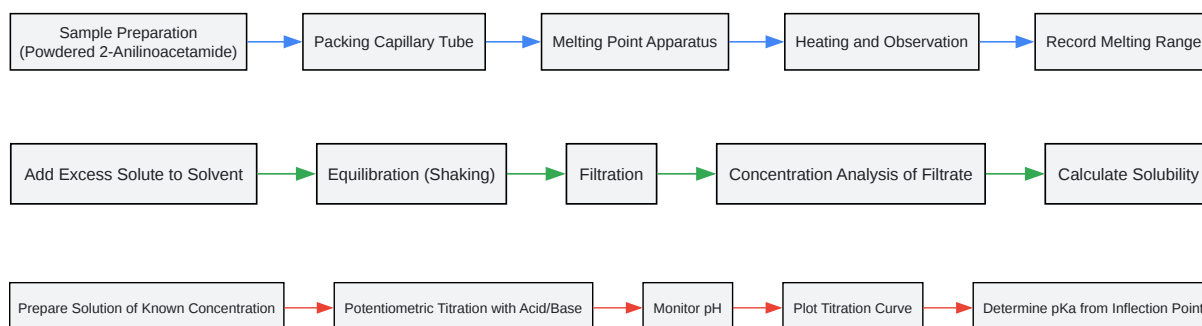 Sample Preparation
(Powdered 2-Anilinoacetamide)
Packing Capillary Tube
Melting Point Apparatus
Heating and Observation
Record Melting Range
Add Excess Solute to Solvent
Equilibration (Shaking)
Filtration
Concentration Analysis of Filtrate
Calculate Solubility
Prepare Solution of Known Concentration
Potentiometric Titration with Acid/Base
Monitor pH
Plot Titration Curve
Determine pKa from Inflection Point